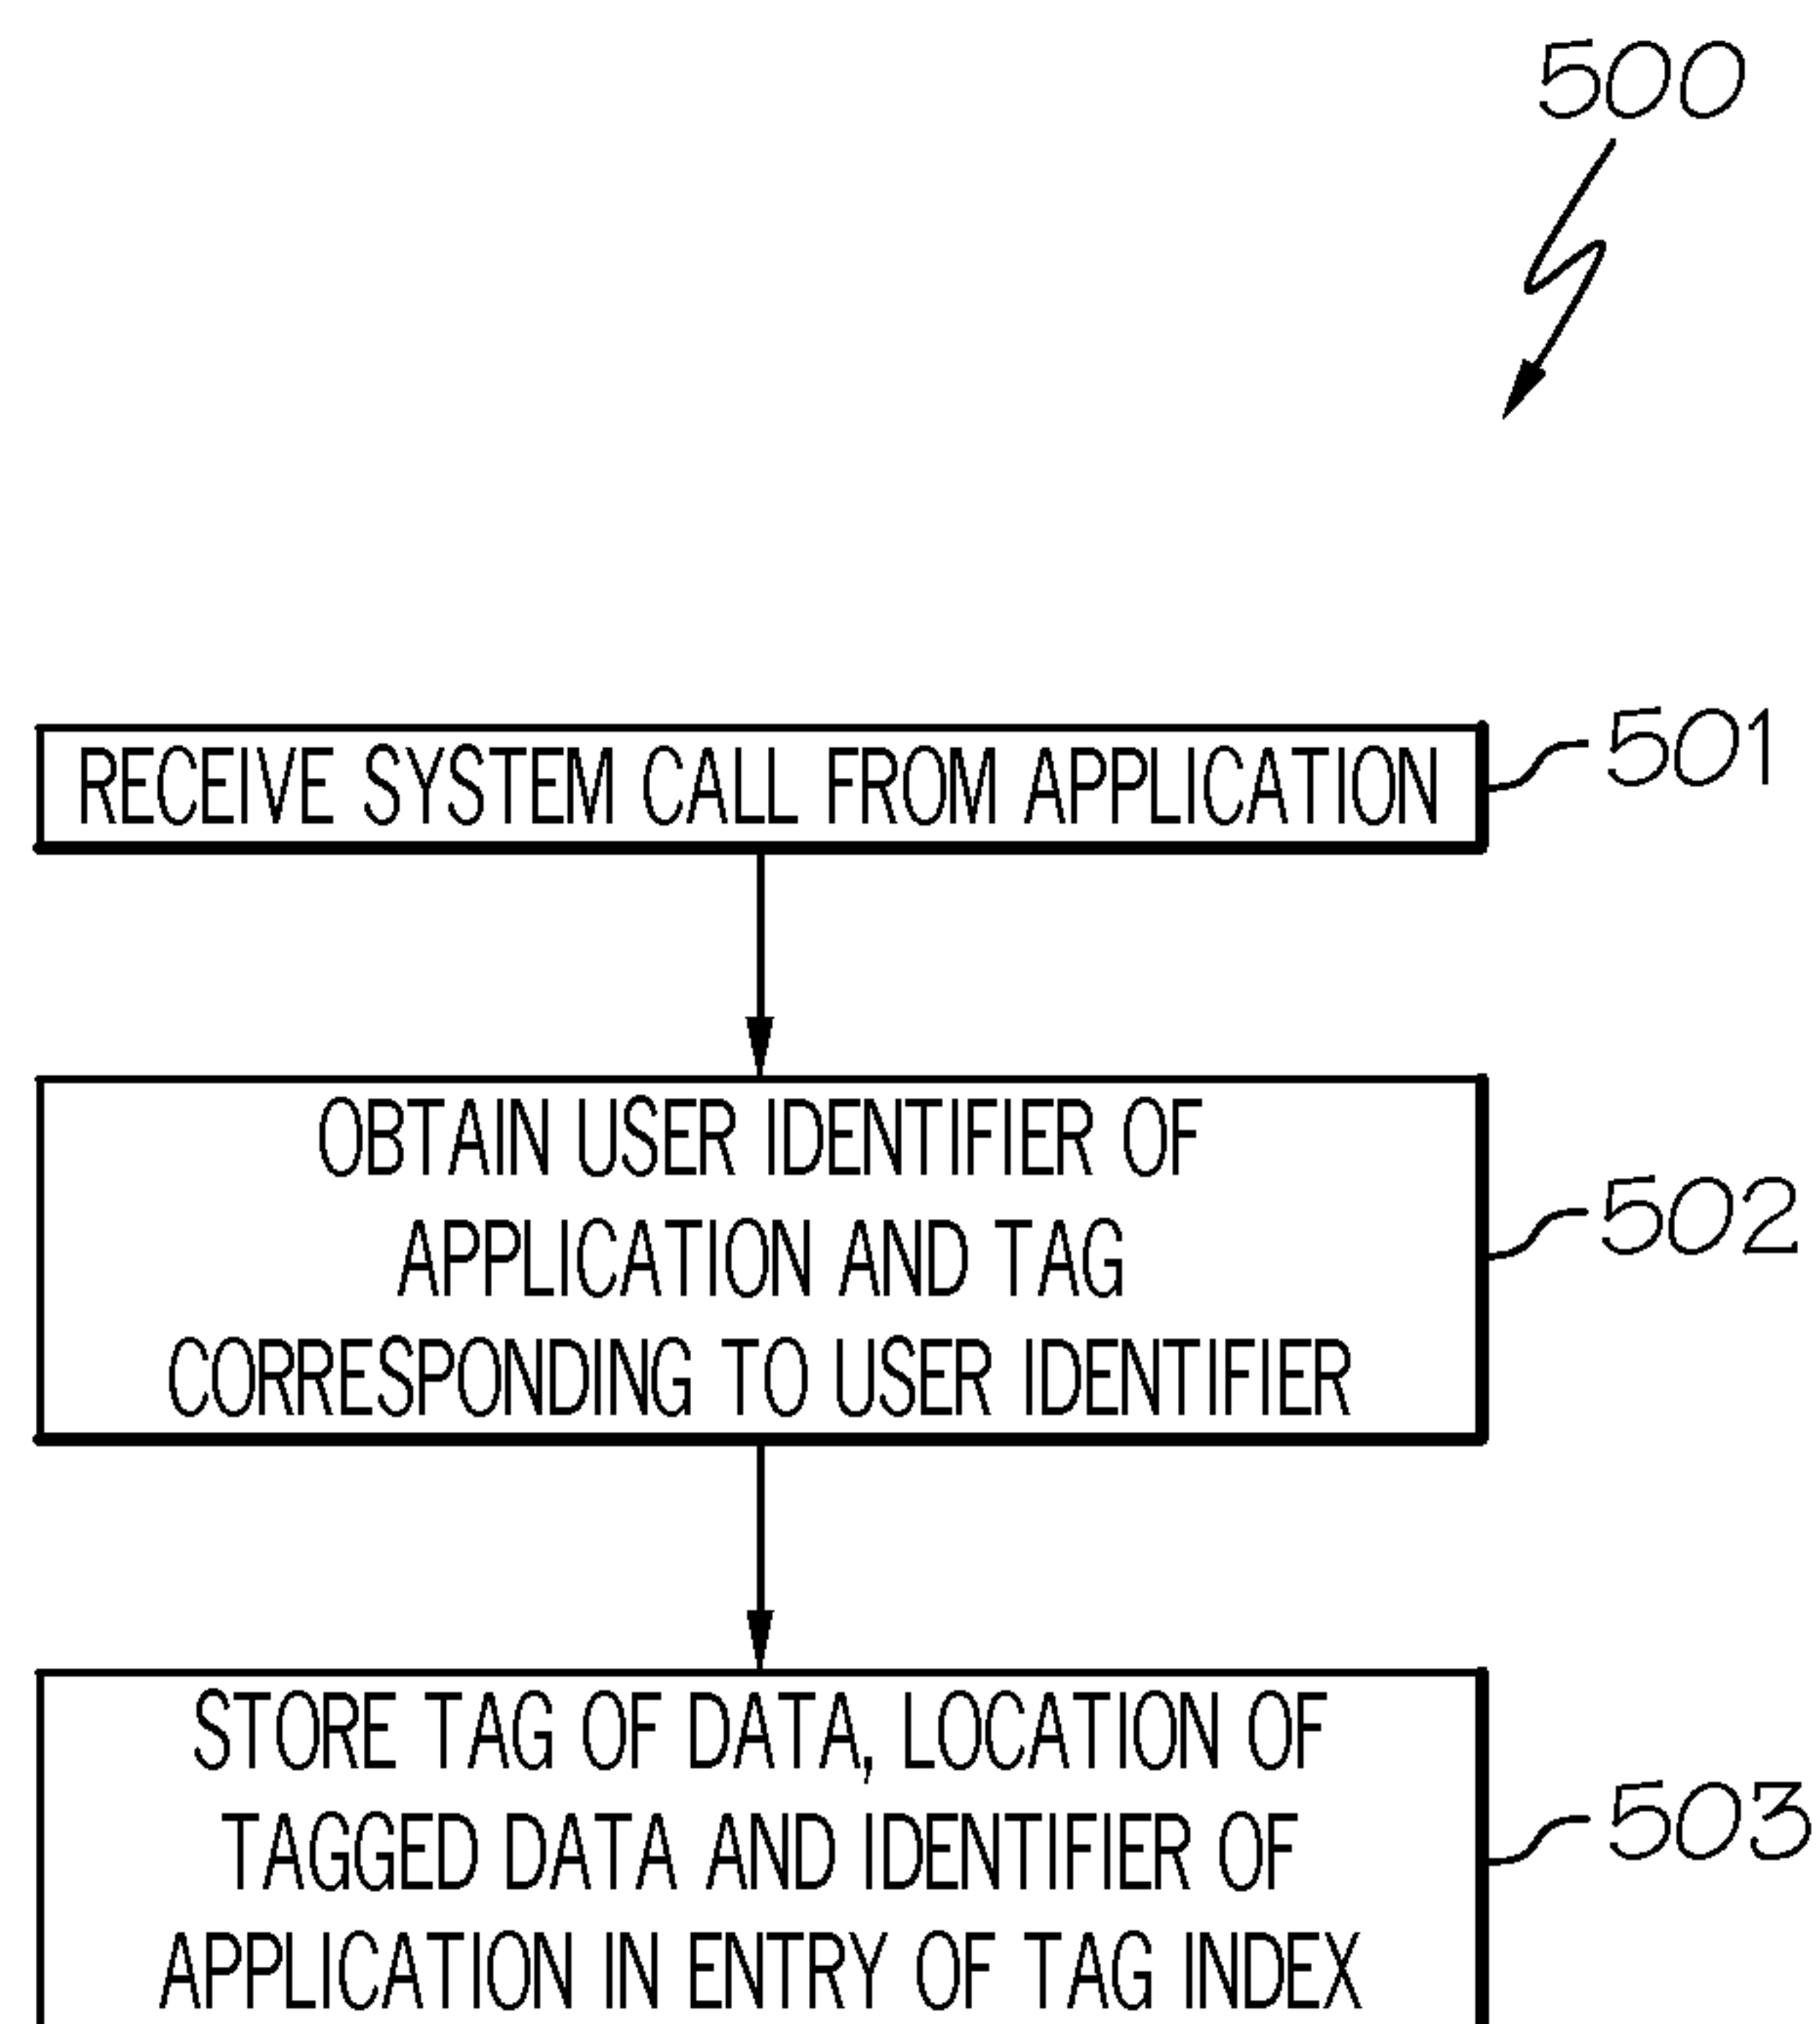 500
RECEIVE SYSTEM CALL FROM APPLICATION
501
OBTAIN USER IDENTIFIER OF
APPLICATION AND TAG
CORRESPONDING TO USER IDENTIFIER
502
STORE TAG OF DATA, LOCATION OF
TAGGED DATA AND IDENTIFIER OF
APPLICATION IN ENTRY OF TAG INDEX
503